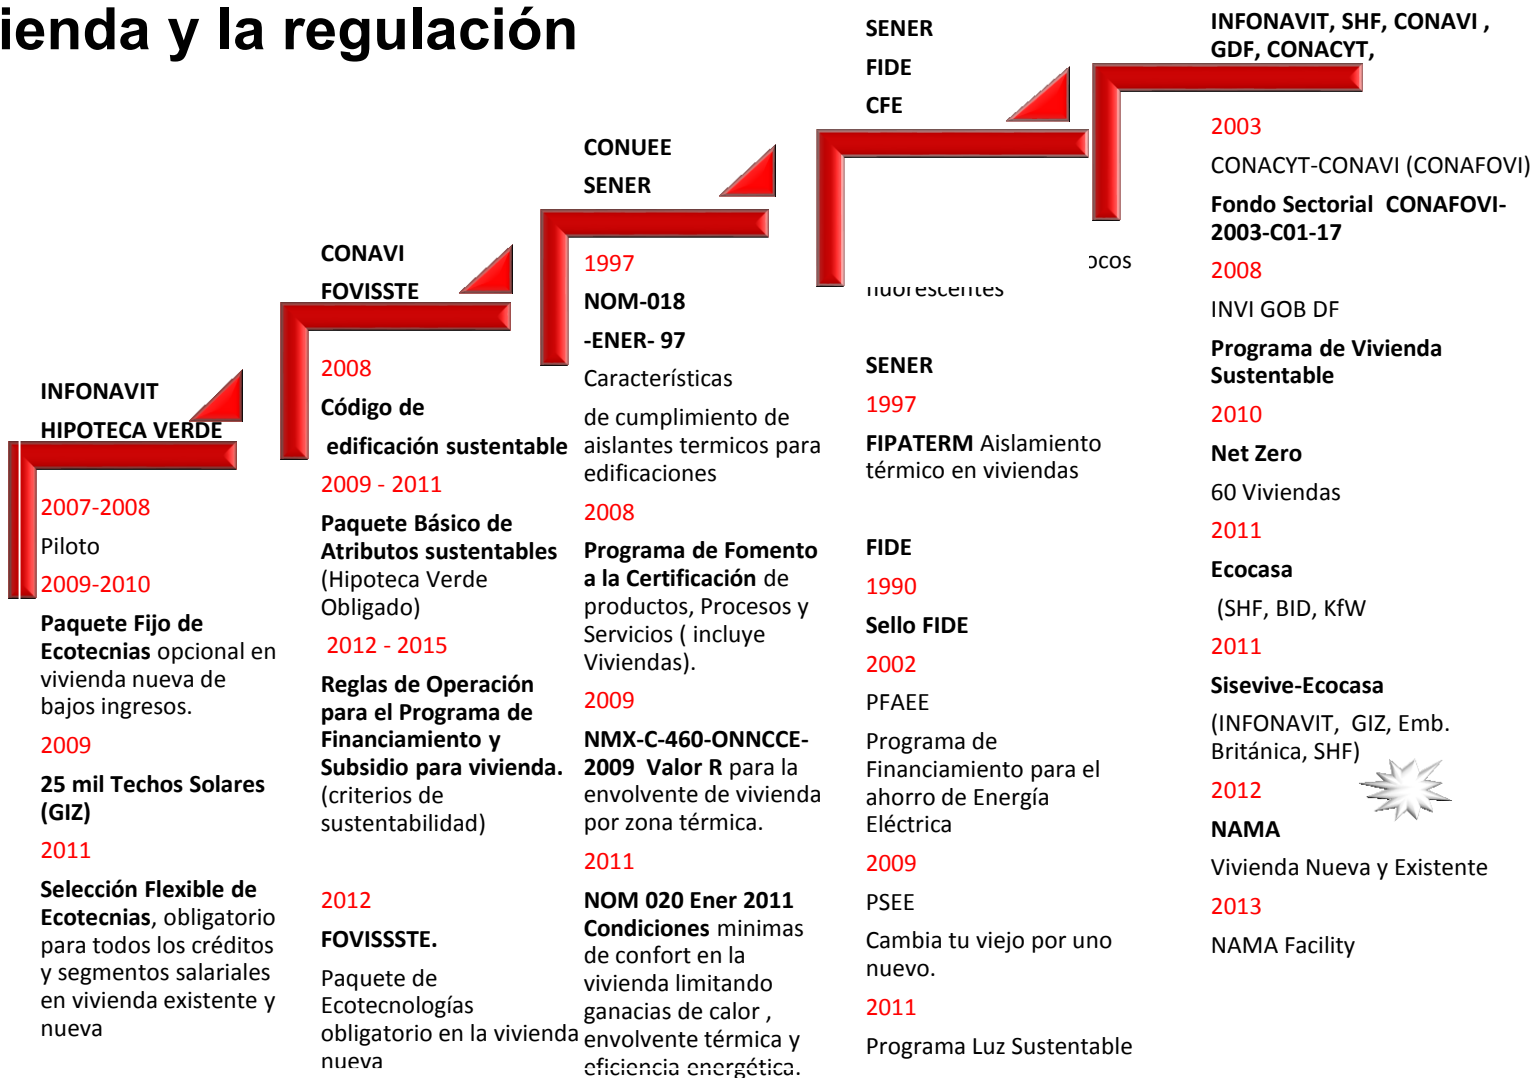 ienda y la regulación
INFONAVIT
HIPOTECA VERDE
2007-2008
Piloto
2009-2010
Paquete Fijo de
Ecotecnias opcional en
vivienda nueva de
bajos ingresos.
2009
25 mil Techos Solares
(GIZ)
2011
Selección Flexible de
Ecotecnias, obligatorio
para todos los créditos
y segmentos salariales
en vivienda existente y
nueva
CONAVI
FOVISSTE
2008
Código de
edificación sustentable
2009 - 2011
Paquete Básico de
Atributos sustentables
(Hipoteca Verde
Obligado)
2012 - 2015
Reglas de Operación
para el Programa de
Financiamiento y
Subsidio para vivienda.
(criterios de
sustentabilidad)
2012
FOVISSSTE.
Paquete de
Ecotecnologías
obligatorio en la vivienda
nueva
CONUEE
SENER
1997
NOM-018
-ENER- 97
Características
de cumplimiento de
aislantes termicos para
edificaciones
2008
Programa de Fomento
a la Certificación de
productos, Procesos y
Servicios ( incluye
Viviendas).
2009
NMX-C-460-ONNCCE-
2009 Valor R para la
envolvente de vivienda
por zona térmica.
2011
NOM 020 Ener 2011
Condiciones minimas
de confort en la
vivienda limitando
ganacias de calor ,
envolvente térmica y
eficiencia energética.
SENER
FIDE
CFE
ocos
fluorescentes
SENER
1997
FIPATERM Aislamiento
térmico en viviendas
FIDE
1990
Sello FIDE
2002
PFAEE
Programa de
Financiamiento para el
ahorro de Energía
Eléctrica
2009
PSEE
Cambia tu viejo por uno
nuevo.
2011
Programa Luz Sustentable
INFONAVIT, SHF, CONAVI ,
GDF, CONACYT,
2003
CONACYT-CONAVI (CONAFOVI)
Fondo Sectorial CONAFOVI-
2003-C01-17
2008
INVI GOB DF
Programa de Vivienda
Sustentable
2010
Net Zero
60 Viviendas
2011
Ecocasa
(SHF, BID, KfW
2011
Sisevive-Ecocasa
(INFONAVIT, GIZ, Emb.
Británica, SHF)
2012
NAMA
Vivienda Nueva y Existente
2013
NAMA Facility